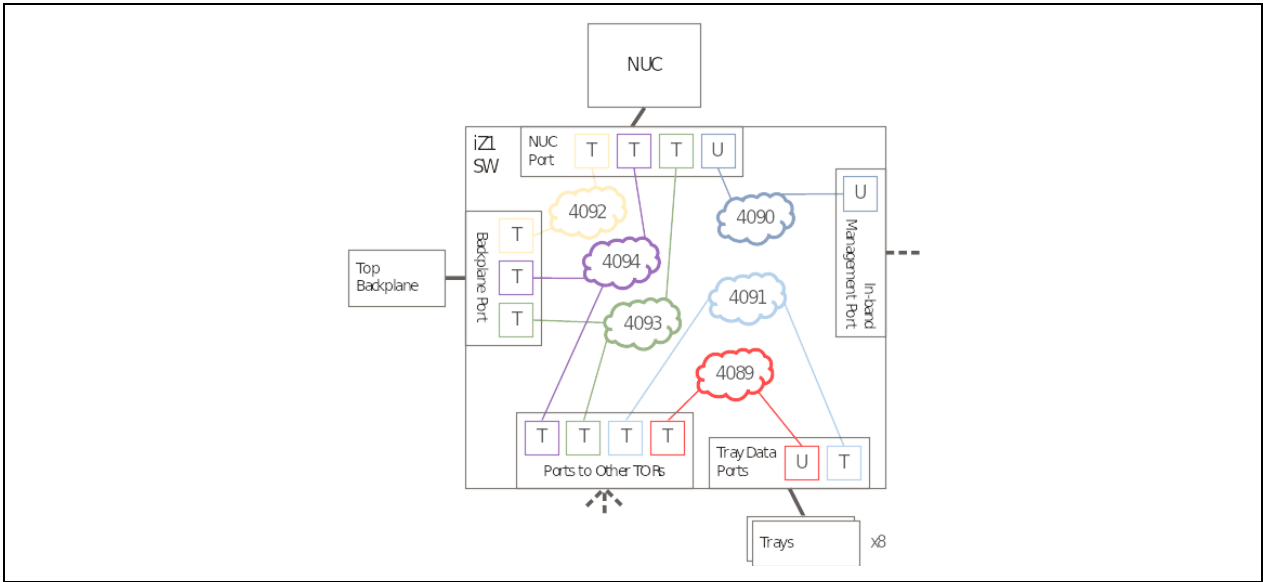 NUC
iZ1
SW
NUC
Port
T
T
T
U
4092
4090
U
In-band
Management Port
Backplane Port
T
T
T
Top
Backplane
4094
4091
4093
4089
T
T
T
T
Ports to Other TORs
Tray Data
Ports
U
T
Trays
x8